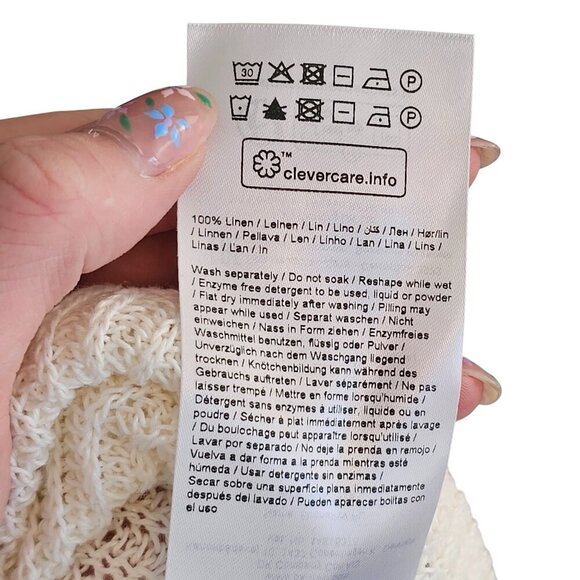 30 P
P
™
clevercare.info
100% Linen / Leinen / Lin / Lino / كتان / Лен / Hør/lin
/ Linnen / Pellava / Len / Linho / Lan / Lina / Lins /
Linas / Lan / In
Wash separately / Do not soak / Reshape while wet
/ Enzyme free detergent to be used, liquid or powder
/ Flat dry immediately after washing / Pilling may
appear while used / Separat waschen / Nicht
einweichen / Nass in Form ziehen / Enzymfreies
Waschmittel benutzen, flüssig oder Pulver /
Unverzüglich nach dem Waschgang liegend
trocknen / Knötchenbildung kann während des
Gebrauchs auftreten / Laver séparément / Ne pas
laisser trempé / Mettre en forme lorsqu'humide /
Détergent sans enzymes à utiliser, liquide ou en
poudre / Sécher à plat immédiatement après lavage
/ Du boulochage peut apparaître lorsqu'utilisé /
Lavar por separado / No deje la prenda en remojo /
Vuelva a dar forma a la prenda mientras esté
húmeda / Usar detergente sin enzimas /
Secar sobre una superficie plana inmediatamente
después del lavado / Pueden aparecer bolitas con
el uso